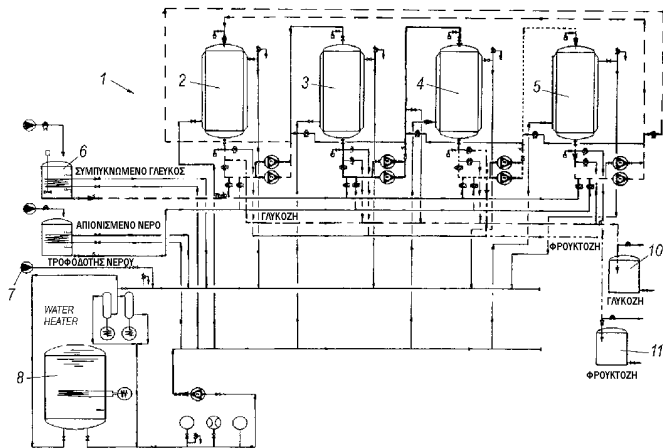 1
2
3
4
5
6
ΣΥΜΠΥΚΝΩΜΕΝΟ ΓΛΕΥΚΟΣ
ΓΛΥΚΟΖΗ
ΑΠΙΟΝΙΣΜΕΝΟ ΝΕΡΟ
ΦΡΟΥΚΤΟΖΗ
ΤΡΟΦΟΔΟΤΗΣ ΝΕΡΟΥ
7
10
ΓΛΥΚΟΖΗ
WATER
HEATER
11
8
W
ΦΡΟΥΚΤΟΖΗ